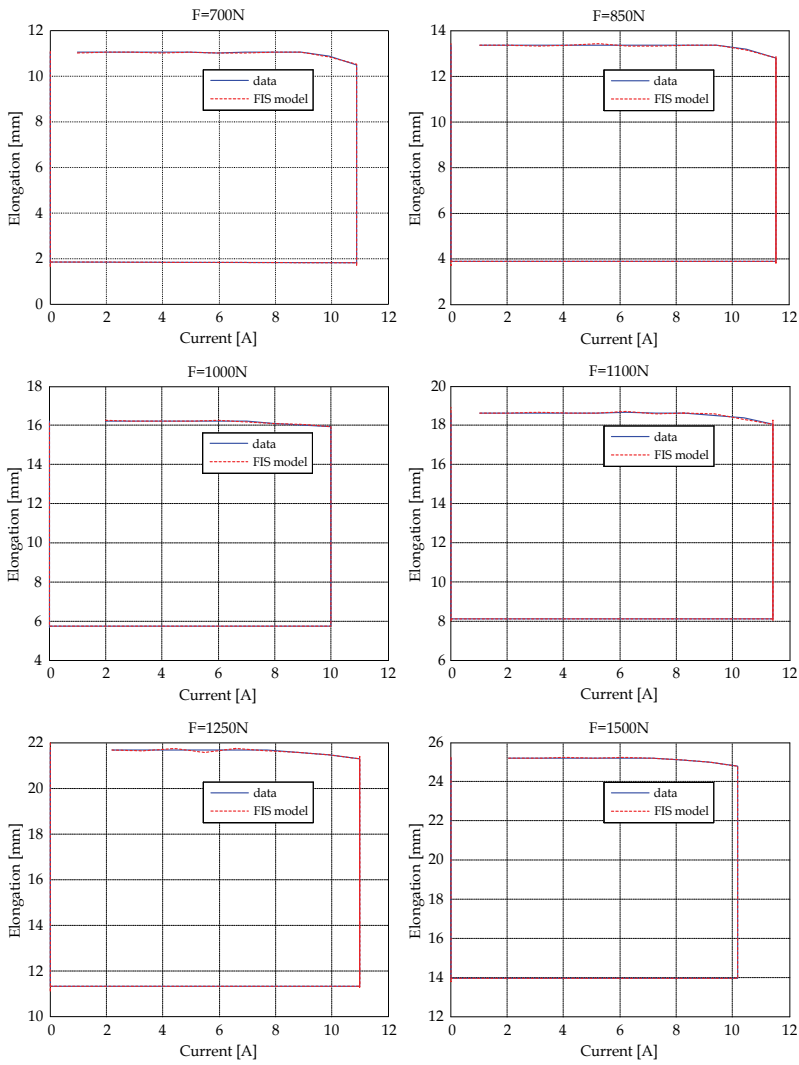 F=700N
12
10
8
6
4
2
0
Elongation [mm]
data
FIS model
0 2 4 6 8 10 12
Current [A]
F=850N
14
12
10
8
6
4
2
Elongation [mm]
data
FIS model
0 2 4 6 8 10 12
Current [A]
F=1000N
18
16
14
12
10
8
6
4
Elongation [mm]
data
FIS model
0 2 4 6 8 10 12
Current [A]
F=1100N
20
18
16
14
12
10
8
6
Elongation [mm]
data
FIS model
0 2 4 6 8 10 12
Current [A]
F=1250N
22
20
18
16
14
12
10
Elongation [mm]
data
FIS model
0 2 4 6 8 10 12
Current [A]
F=1500N
26
24
22
20
18
16
14
12
Elongation [mm]
data
FIS model
0 2 4 6 8 10 12
Current [A]